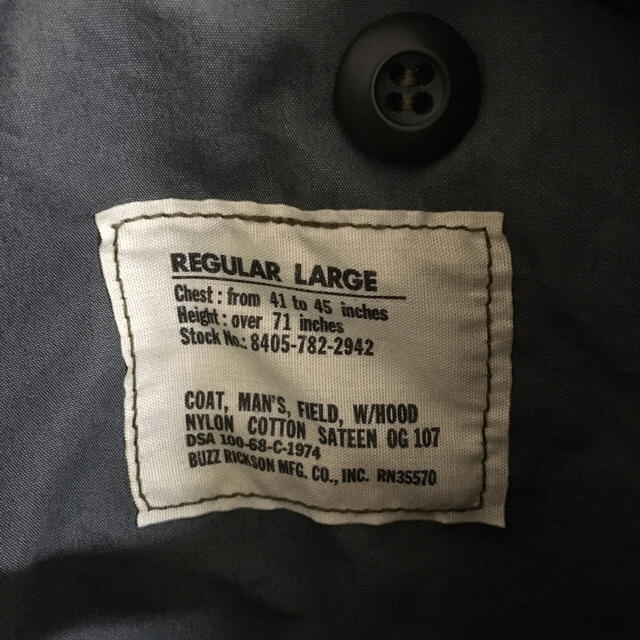 REGULAR LARGE
Chest: from 41 to 45 inches
Height: over 71 inches
Stock No.: 8405-782-2942
COAT, MAN'S, FIELD, W/HOOD
NYLON COTTON SATEEN OG 107
DSA 100-68-C-1974
BUZZ RICKSON MFG. CO., INC. RN35570